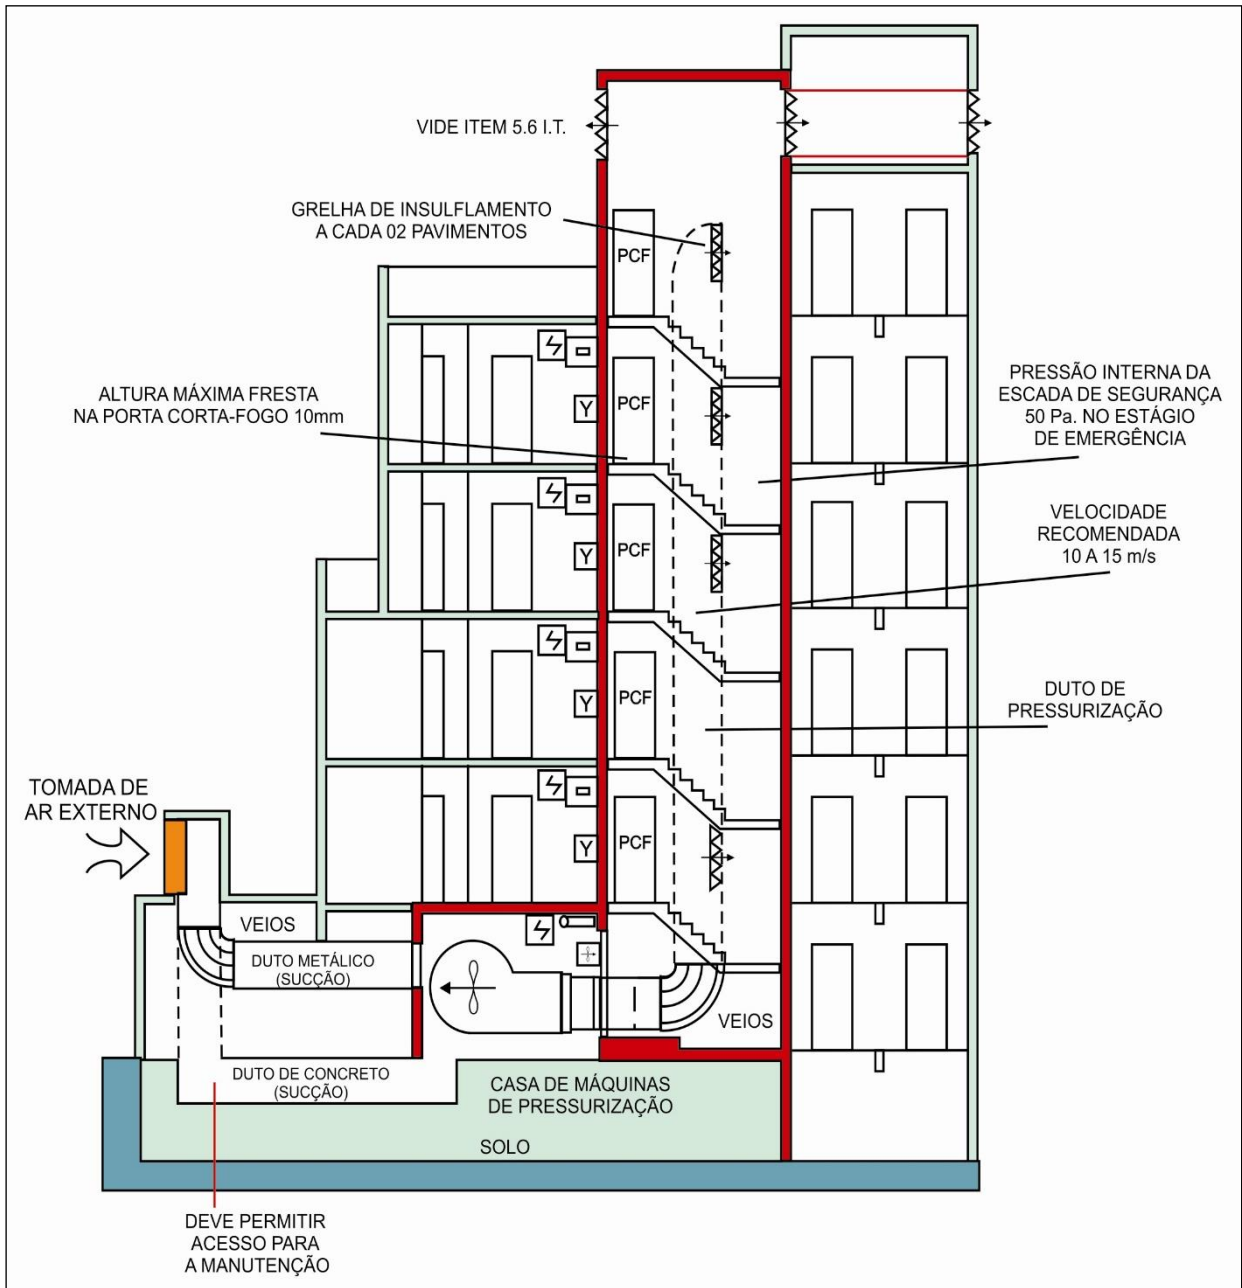 VIDE ITEM 5.6 I.T.
GRELHA DE INSULFLAMENTO
A CADA 02 PAVIMENTOS
PCF
ALTURA MÁXIMA FRESTA
NA PORTA CORTA-FOGO 10mm
PCF
PRESSÃO INTERNA DA
ESCADA DE SEGURANÇA
50 Pa. NO ESTÁGIO
DE EMERGÊNCIA
Y
PCF
VELOCIDADE
RECOMENDADA
10 A 15 m/s
Y
PCF
DUTO DE
PRESSURIZAÇÃO
Y
TOMADA DE
AR EXTERNO
PCF
Y
VEIOS
DUTO METÁLICO
(SUCÇÃO)
VEIOS
DUTO DE CONCRETO
(SUCÇÃO)
CASA DE MÁQUINAS
DE PRESSURIZAÇÃO
SOLO
DEVE PERMITIR
ACESSO PARA
A MANUTENÇÃO